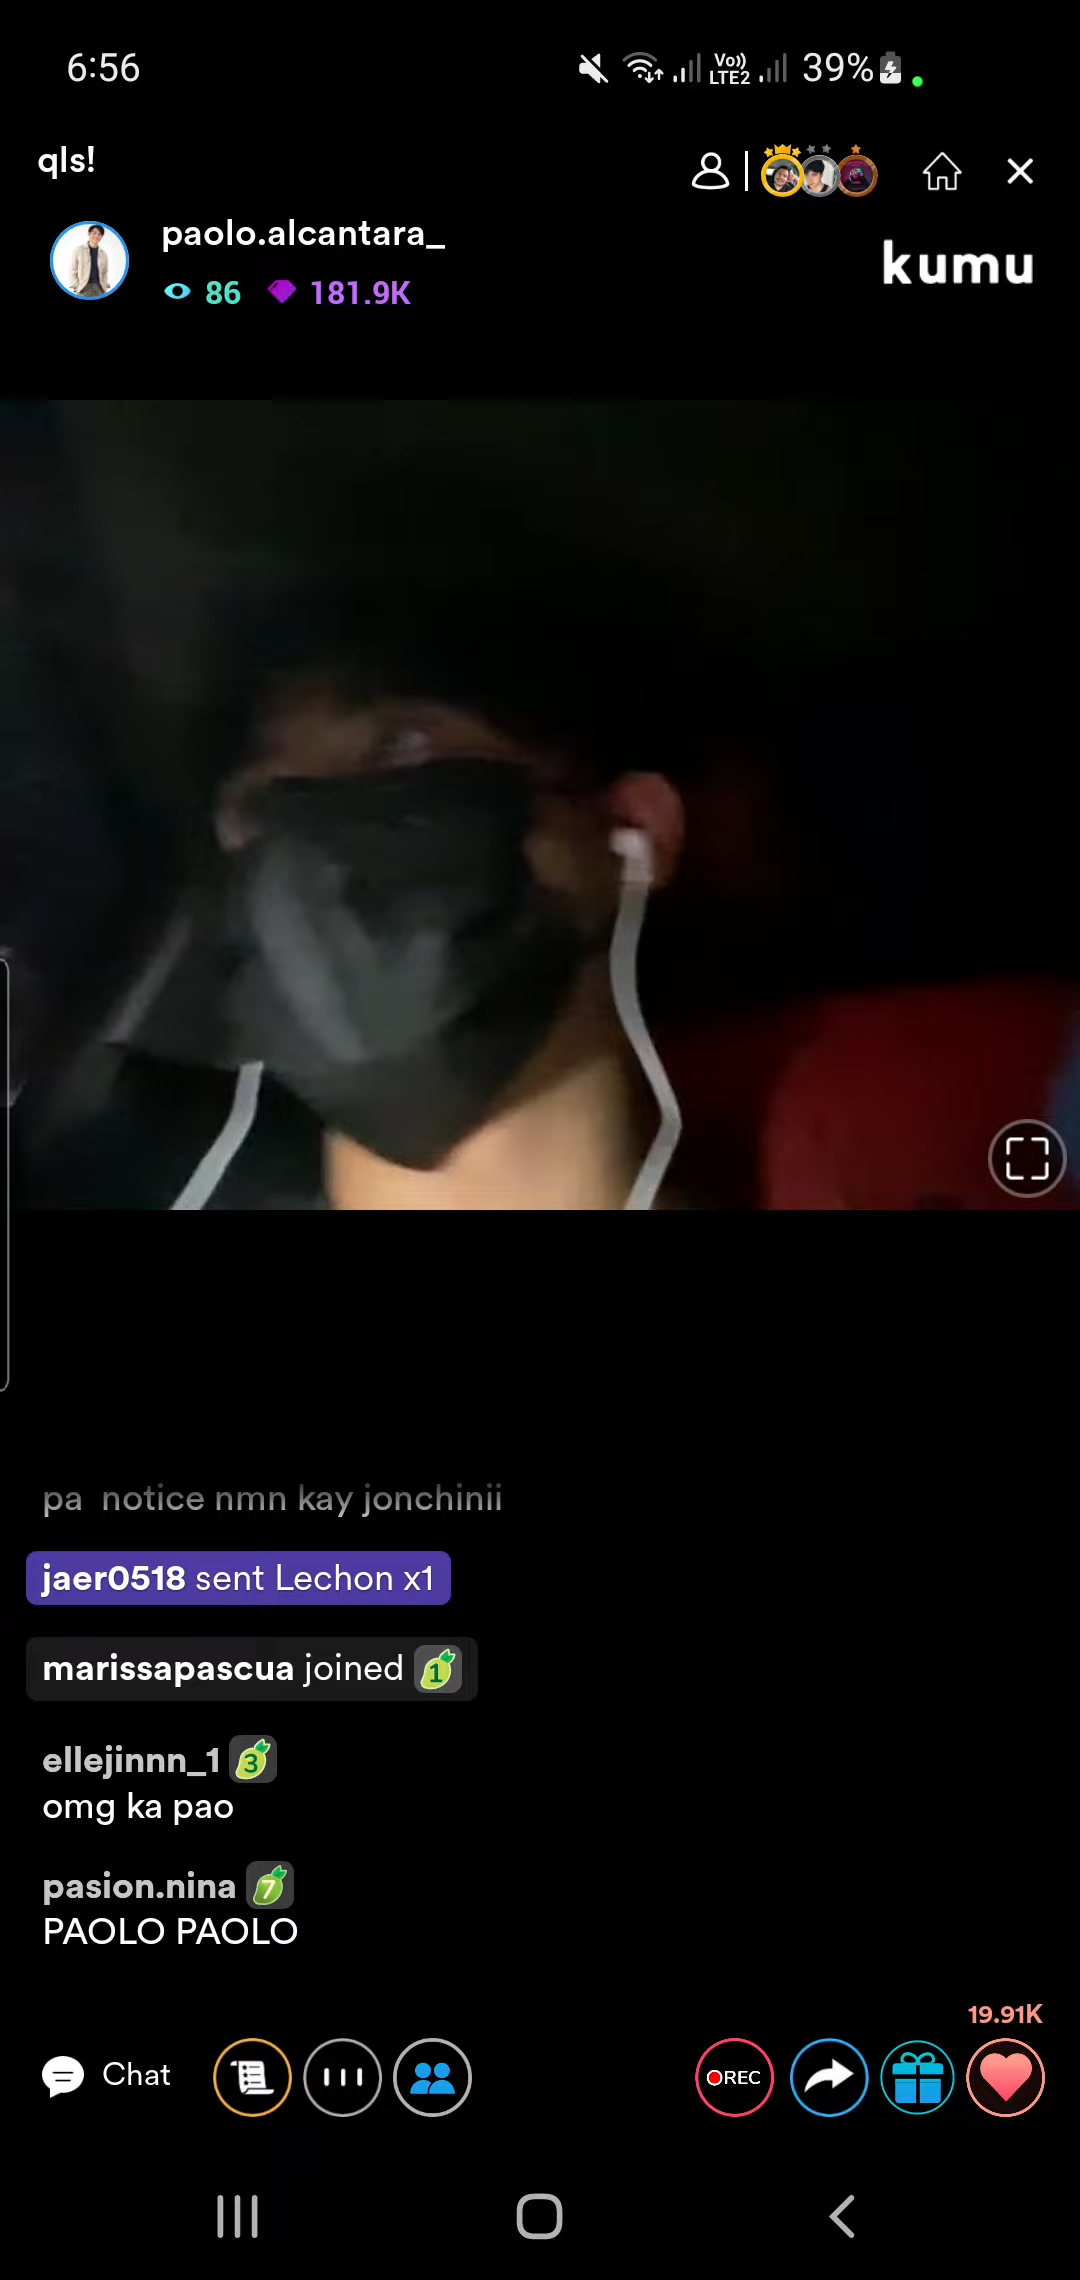 6:56
Vo))
LTE2
39%
qls!
paolo.alcantara_
86
181.9K
kumu
pa  notice nmn kay jonchinii
jaer0518 sent Lechon x1
marissapascua joined 1
ellejinnn_1 3
omg ka pao
pasion.nina 7
PAOLO PAOLO
19.91K
Chat
REC